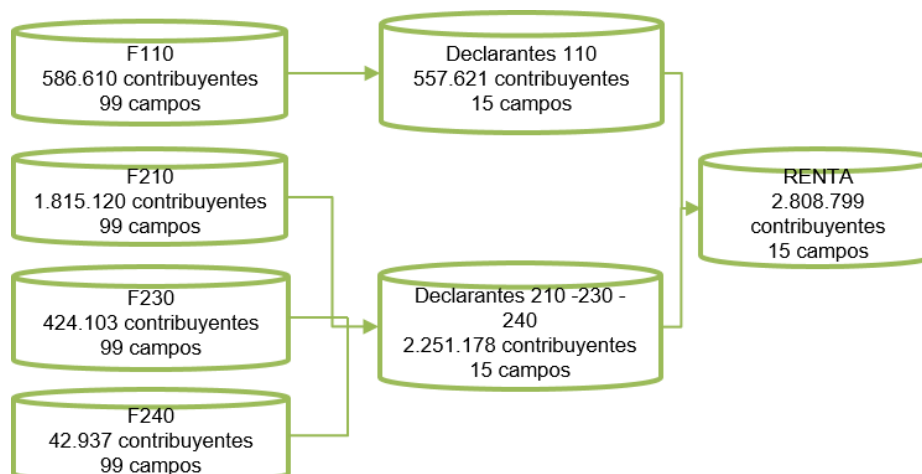 F110
586.610 contribuyentes
99 campos
F210
1.815.120 contribuyentes
99 campos
F230
424.103 contribuyentes
99 campos
F240
42.937 contribuyentes
99 campos
Declarantes 110
557.621 contribuyentes
15 campos
Declarantes 210 -230 -
240
2.251.178 contribuyentes
15 campos
RENTA
2.808.799
contribuyentes
15 campos